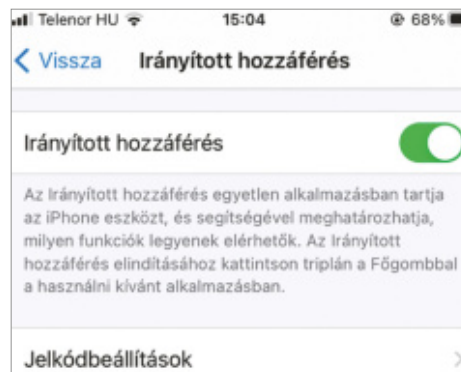 Telenor HU 15:04 68%
Vissza Irányított hozzáférés
Irányított hozzáférés
Az Irányított hozzáférés egyetlen alkalmazásban tartja
az iPhone eszközt, és segítségével meghatározhatja,
milyen funkciók legyenek elérhetők. Az Irányított
hozzáférés elindításához kattintson triplán a Főgombbal
a használni kívánt alkalmazásban.
Jelkódbeállítások